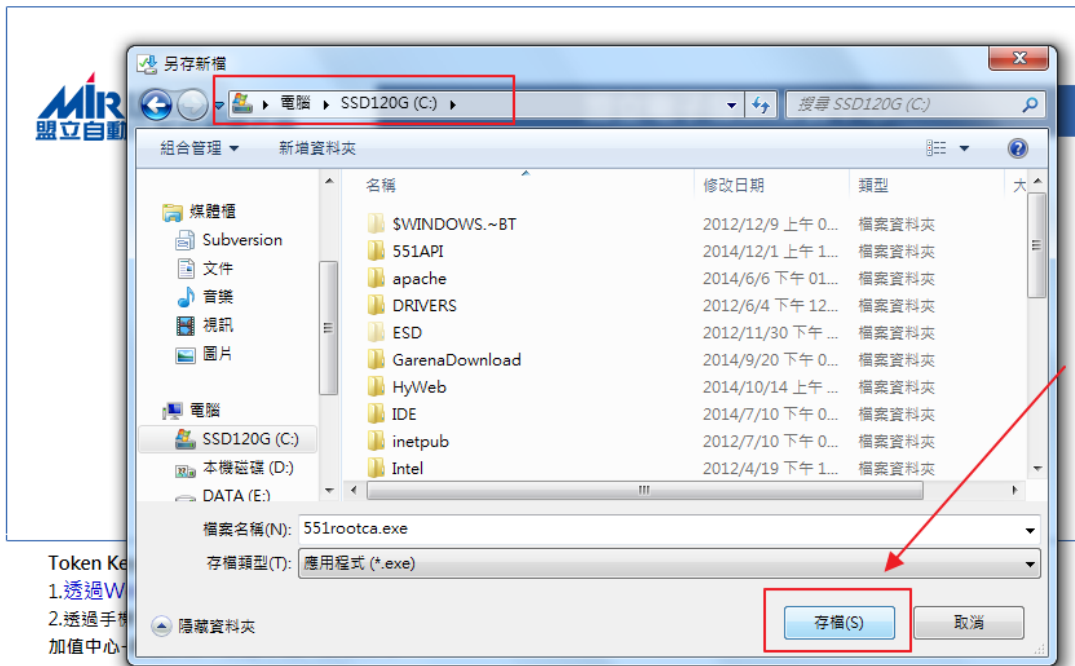 另存新檔
MIR
盟立自動
電腦 SSD120G (C:)
搜尋 SSD120G (C:)
組合管理 新增資料夾
名稱 修改日期 類型 大
媒體櫃
Subversion
文件
音樂
視訊
圖片
電腦
SSD120G (C:)
本機磁碟 (D:)
DATA (E:)
$WINDOWS.~BT 2012/12/9 上午 0... 檔案資料夾
551API 2014/12/1 上午 1... 檔案資料夾
apache 2014/6/6 下午 01... 檔案資料夾
DRIVERS 2012/6/4 下午 12... 檔案資料夾
ESD 2012/11/30 下午 ... 檔案資料夾
GarenaDownload 2014/9/20 下午 0... 檔案資料夾
HyWeb 2014/10/14 上午 ... 檔案資料夾
IDE 2014/7/10 下午 0... 檔案資料夾
inetpub 2012/7/10 下午 0... 檔案資料夾
Intel 2012/4/19 下午 1... 檔案資料夾
檔案名稱(N): 551rootca.exe
存檔類型(T): 應用程式 (*.exe)
隱藏資料夾
存檔(S) 取消
Token Ke
1.透過W
2.透過手機
加值中心-